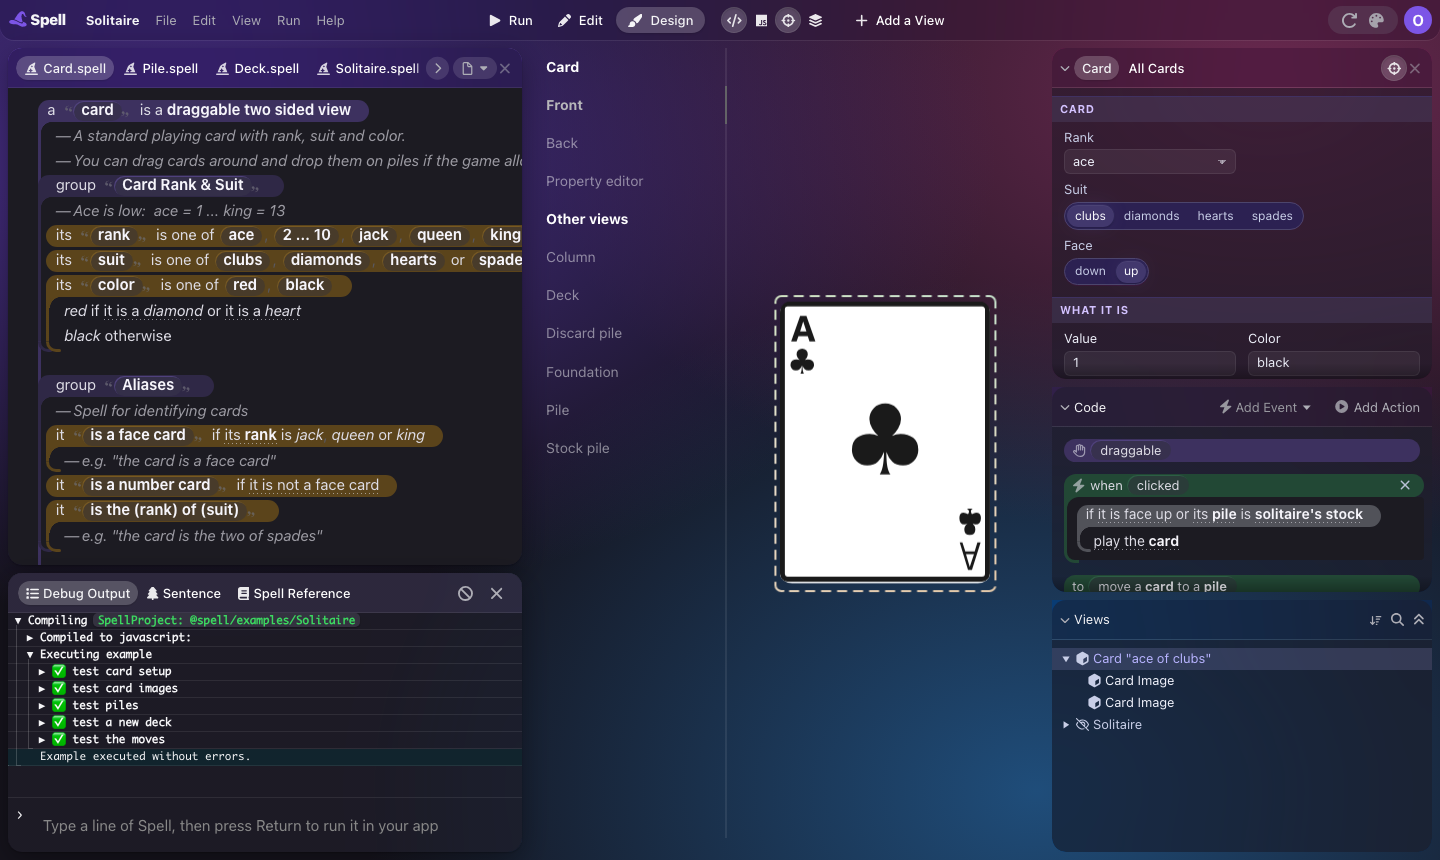 Spell Solitaire File Edit View Run Help Run Edit Design JS Add a View O
Card.spell Pile.spell Deck.spell Solitaire.spell
a “ card ” is a draggable two sided view
— A standard playing card with rank, suit and color.
— You can drag cards around and drop them on piles if the game
group “ Card Rank & Suit ”
— Ace is low: ace = 1 ... king = 13
its “ rank ” is one of ace , 2 ... 10 , jack , queen , king
its “ suit ” is one of clubs , diamonds , hearts or spade
its “ color ” is one of red , black
red if it is a diamond or it is a heart
black otherwise
group “ Aliases ”
— Spell for identifying cards
it “ is a face card ” if its rank is jack queen or king
— e.g. "the card is a face card"
it “ is a number card ” if it is not a face card
it “ is the (rank) of (suit) ”
— e.g. "the card is the two of spades"
Debug Output Sentence Spell Reference
Compiling SpellProject: @spell/examples/Solitaire
Compiled to javascript:
Executing example
test card setup
test card images
test piles
test a new deck
test the moves
Example executed without errors.
Type a line of Spell, then press Return to run it in your app
Card
Front
Back
Property editor
Other views
Column
Deck
Discard pile
Foundation
Pile
Stock pile
A
A
Card All Cards
CARD
Rank
ace
Suit
clubs diamonds hearts spades
Face
down up
WHAT IT IS
Value Color
1 black
Code Add Event Add Action
draggable
when clicked
if it is face up or its pile is solitaire's stock
play the card
to move a card to a pile
Views
Card "ace of clubs"
Card Image
Card Image
Solitaire